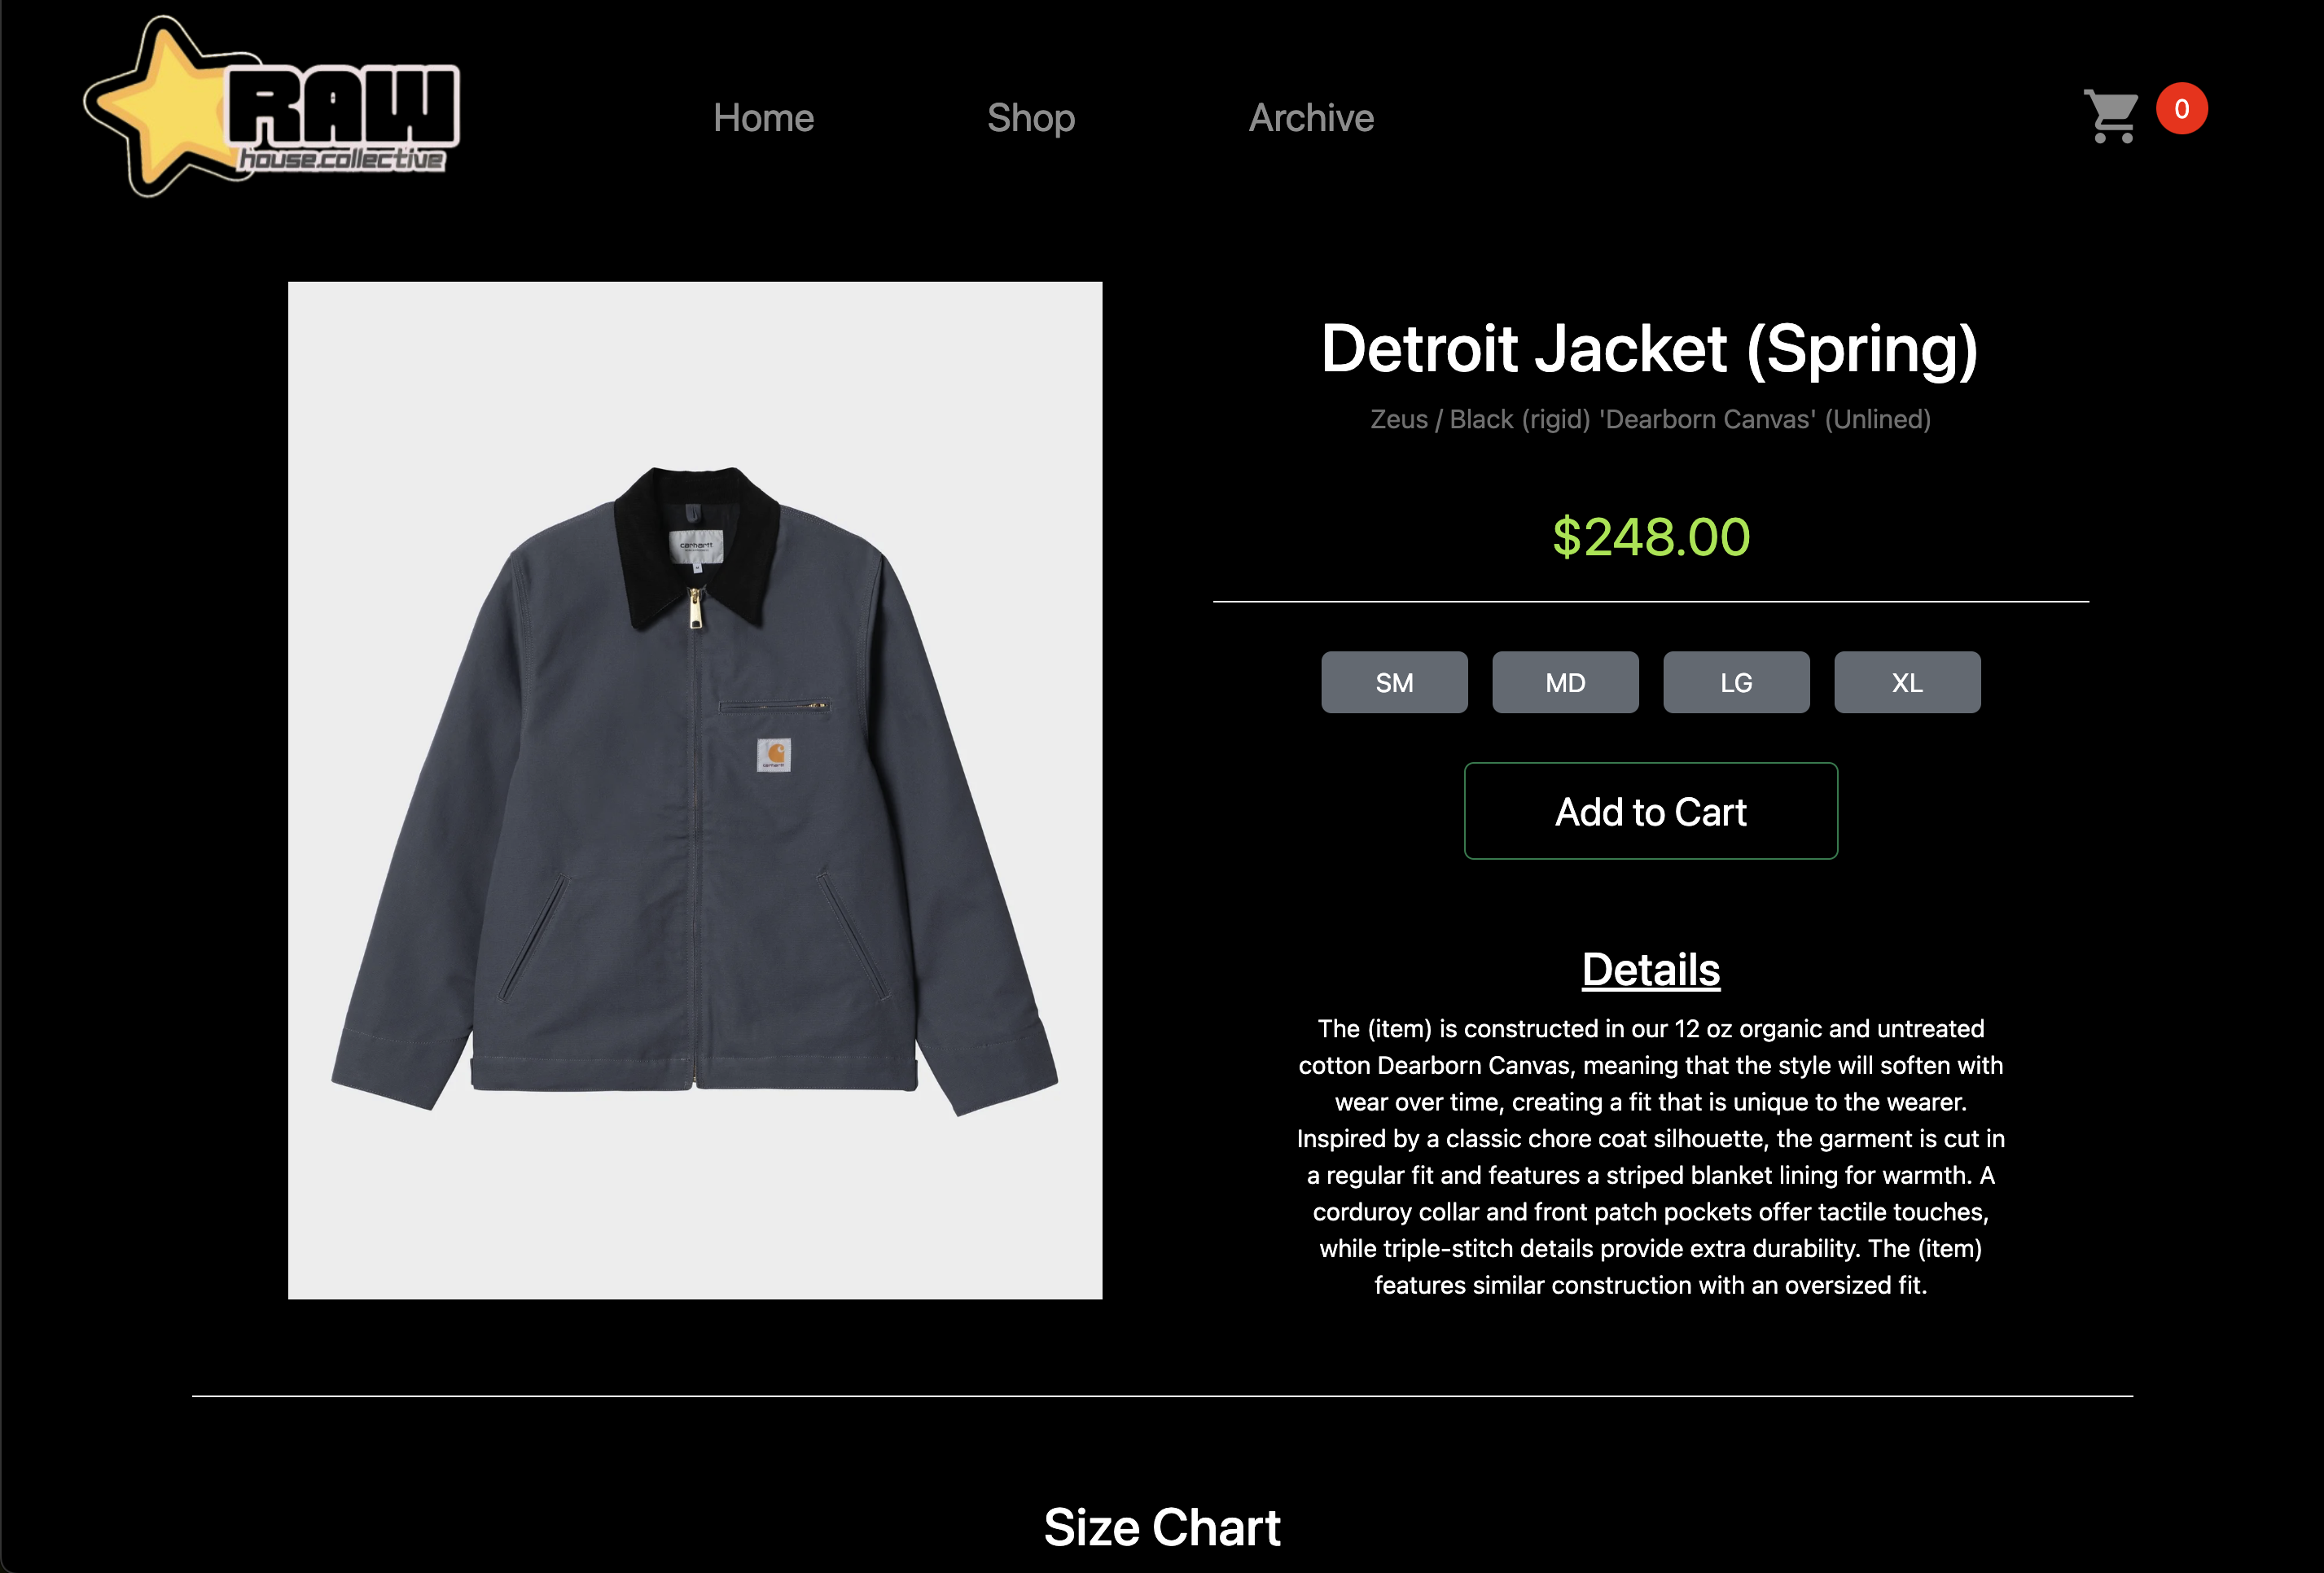 RAW
house.collective
Home
Shop
Archive
0
carhartt
Detroit Jacket (Spring)
Zeus / Black (rigid) 'Dearborn Canvas' (Unlined)
$248.00
SM
MD
LG
XL
Add to Cart
Details
The (item) is constructed in our 12 oz organic and untreated
cotton Dearborn Canvas, meaning that the style will soften with
wear over time, creating a fit that is unique to the wearer.
Inspired by a classic chore coat silhouette, the garment is cut in
a regular fit and features a striped blanket lining for warmth. A
corduroy collar and front patch pockets offer tactile touches,
while triple-stitch details provide extra durability. The (item)
features similar construction with an oversized fit.
Size Chart